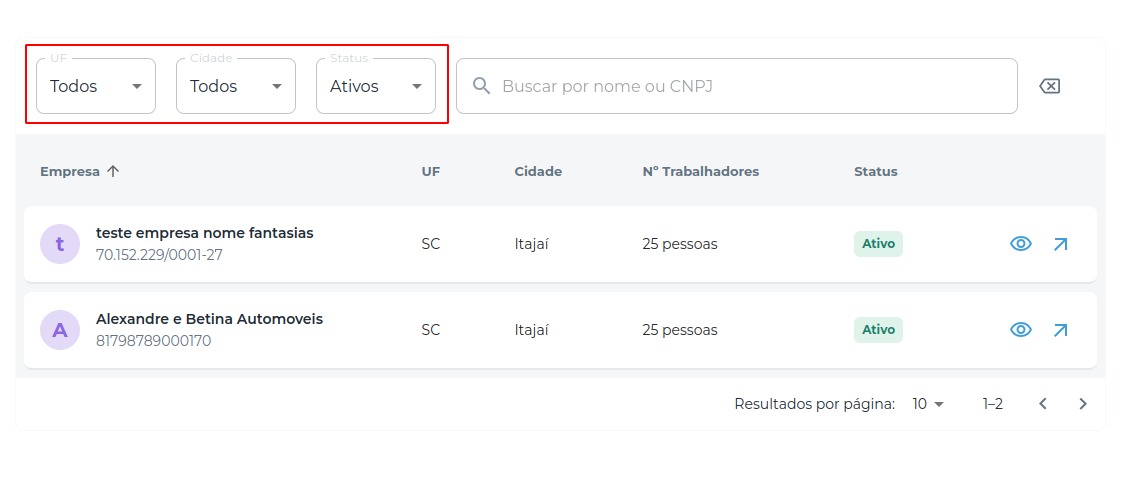 UF Cidade Status
Todos Todos Ativos Buscar por nome ou CNPJ
Empresa UF Cidade Nº Trabalhadores Status
t teste empresa nome fantasias SC Itajaí 25 pessoas Ativo
70.152.229/0001-27
A Alexandre e Betina Automoveis SC Itajaí 25 pessoas Ativo
81798789000170
Resultados por página: 10 1–2